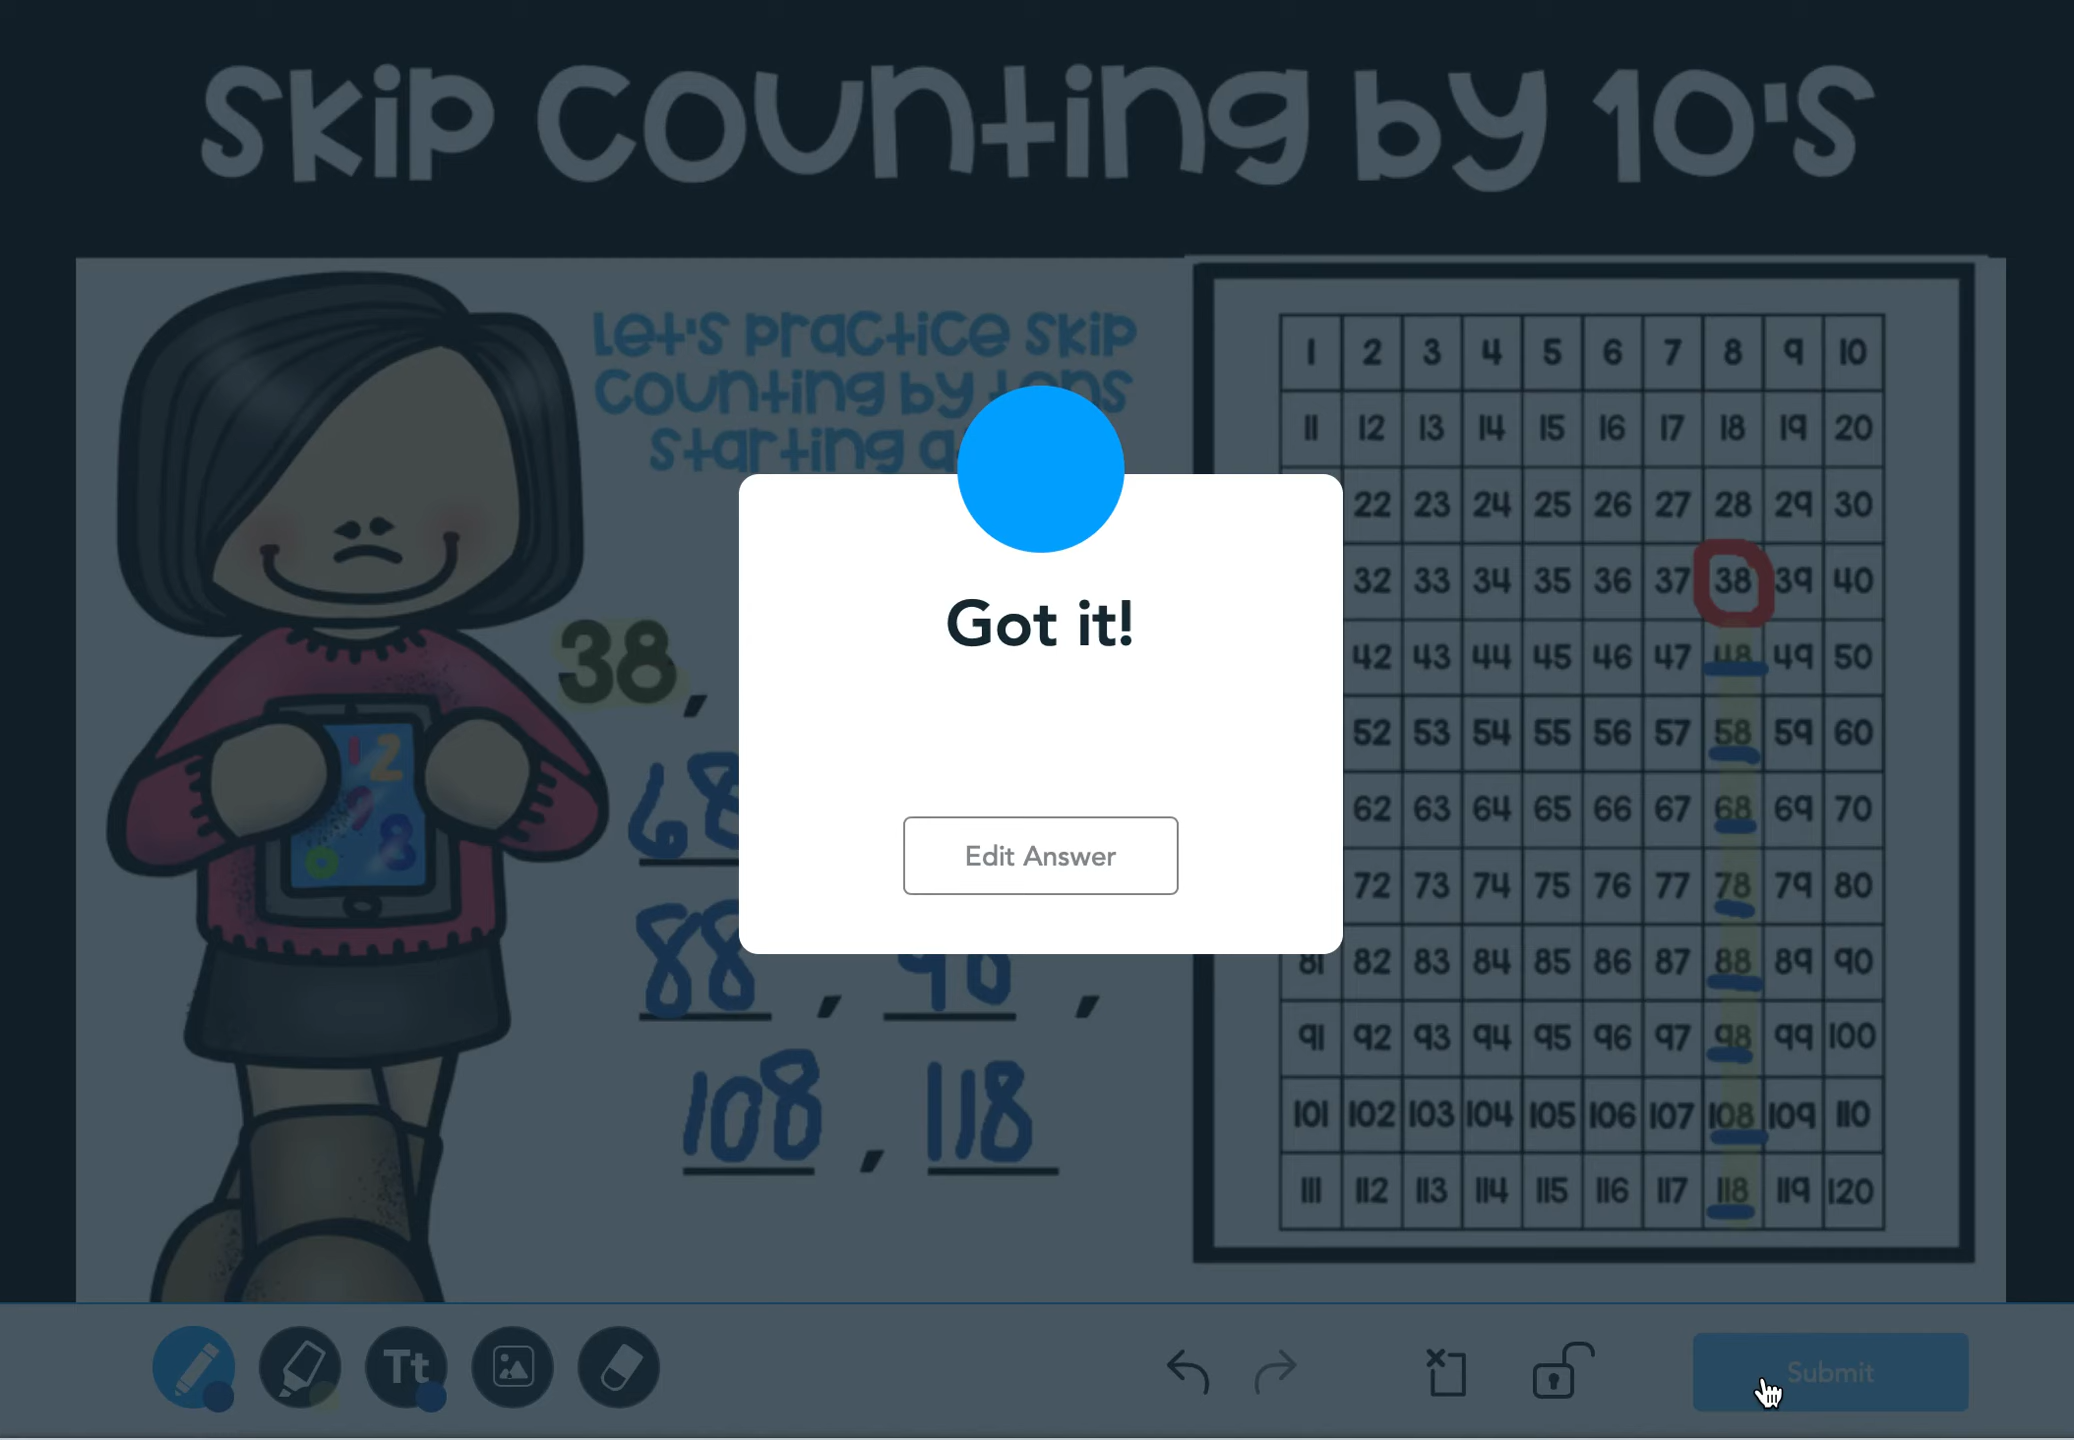 Skip Counting by 10's
Let's practice skip
counting by tens
starting
38,
68
88 , 98 ,
108 , 118
Got it!
Edit Answer
1 2 3 4 5 6 7 8 9 10
11 12 13 14 15 16 17 18 19 20
22 23 24 25 26 27 28 29 30
32 33 34 35 36 37 38 39 40
42 43 44 45 46 47 48 49 50
52 53 54 55 56 57 58 59 60
62 63 64 65 66 67 68 69 70
72 73 74 75 76 77 78 79 80
81 82 83 84 85 86 87 88 89 90
91 92 93 94 95 96 97 98 99 100
101 102 103 104 105 106 107 108 109 110
111 112 113 114 115 116 117 118 119 120
1 2
8
Tt
Submit